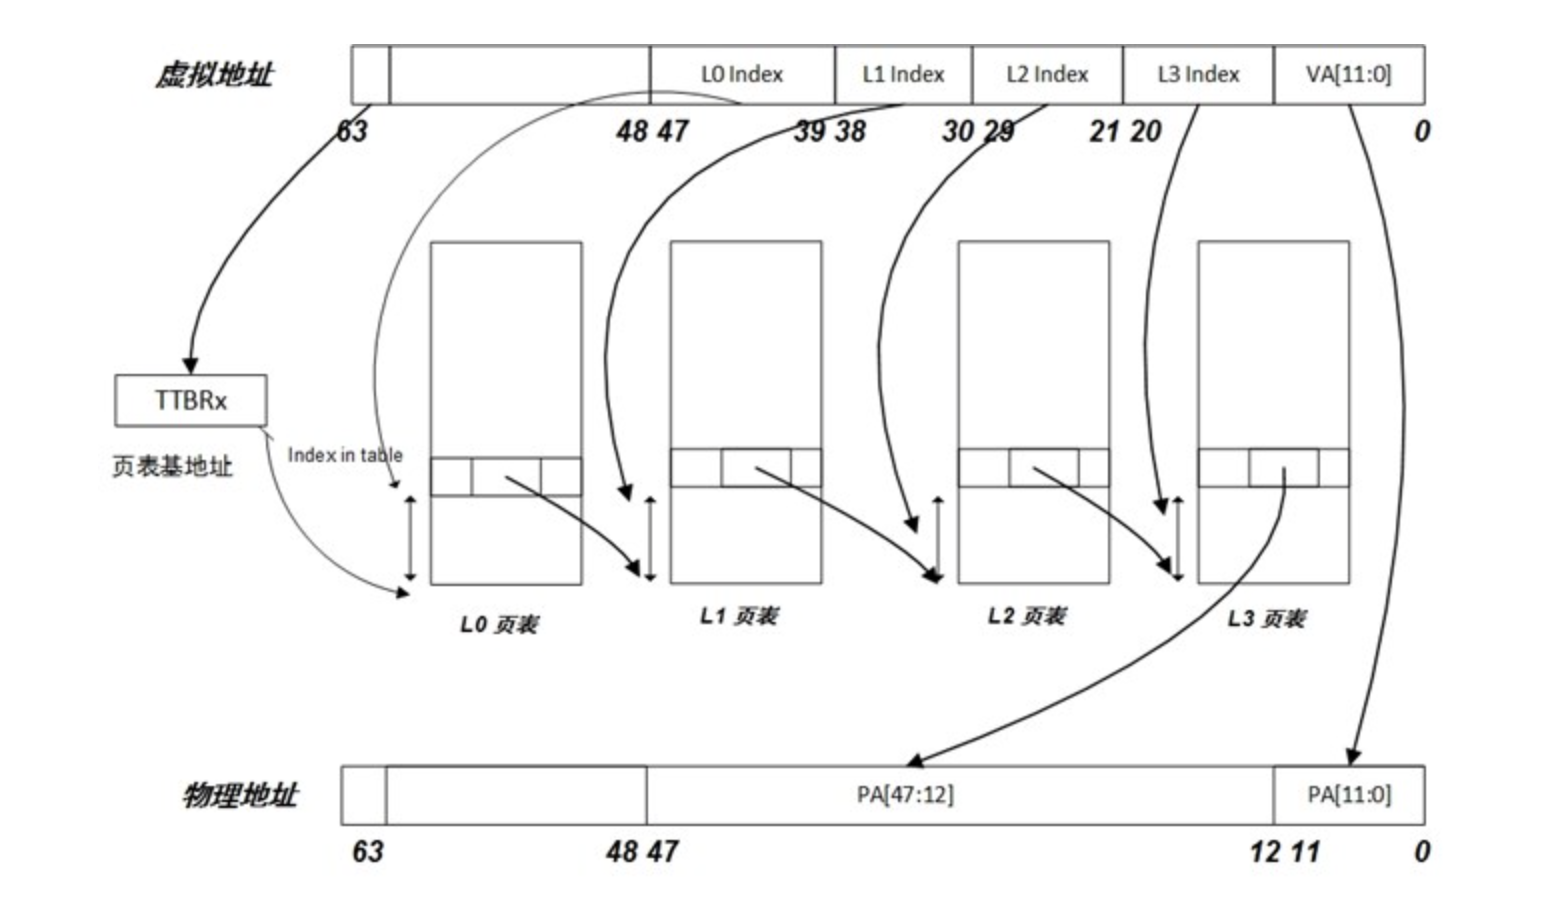 虚拟地址 L0 Index L1 Index L2 Index L3 Index VA[11:0]
63 48 47 39 38 30 29 21 20 0
TTBRx
页表基地址 Index in table
L0 页表 L1 页表 L2 页表 L3 页表
物理地址 PA[47:12] PA[11:0]
63 48 47 12 11 0